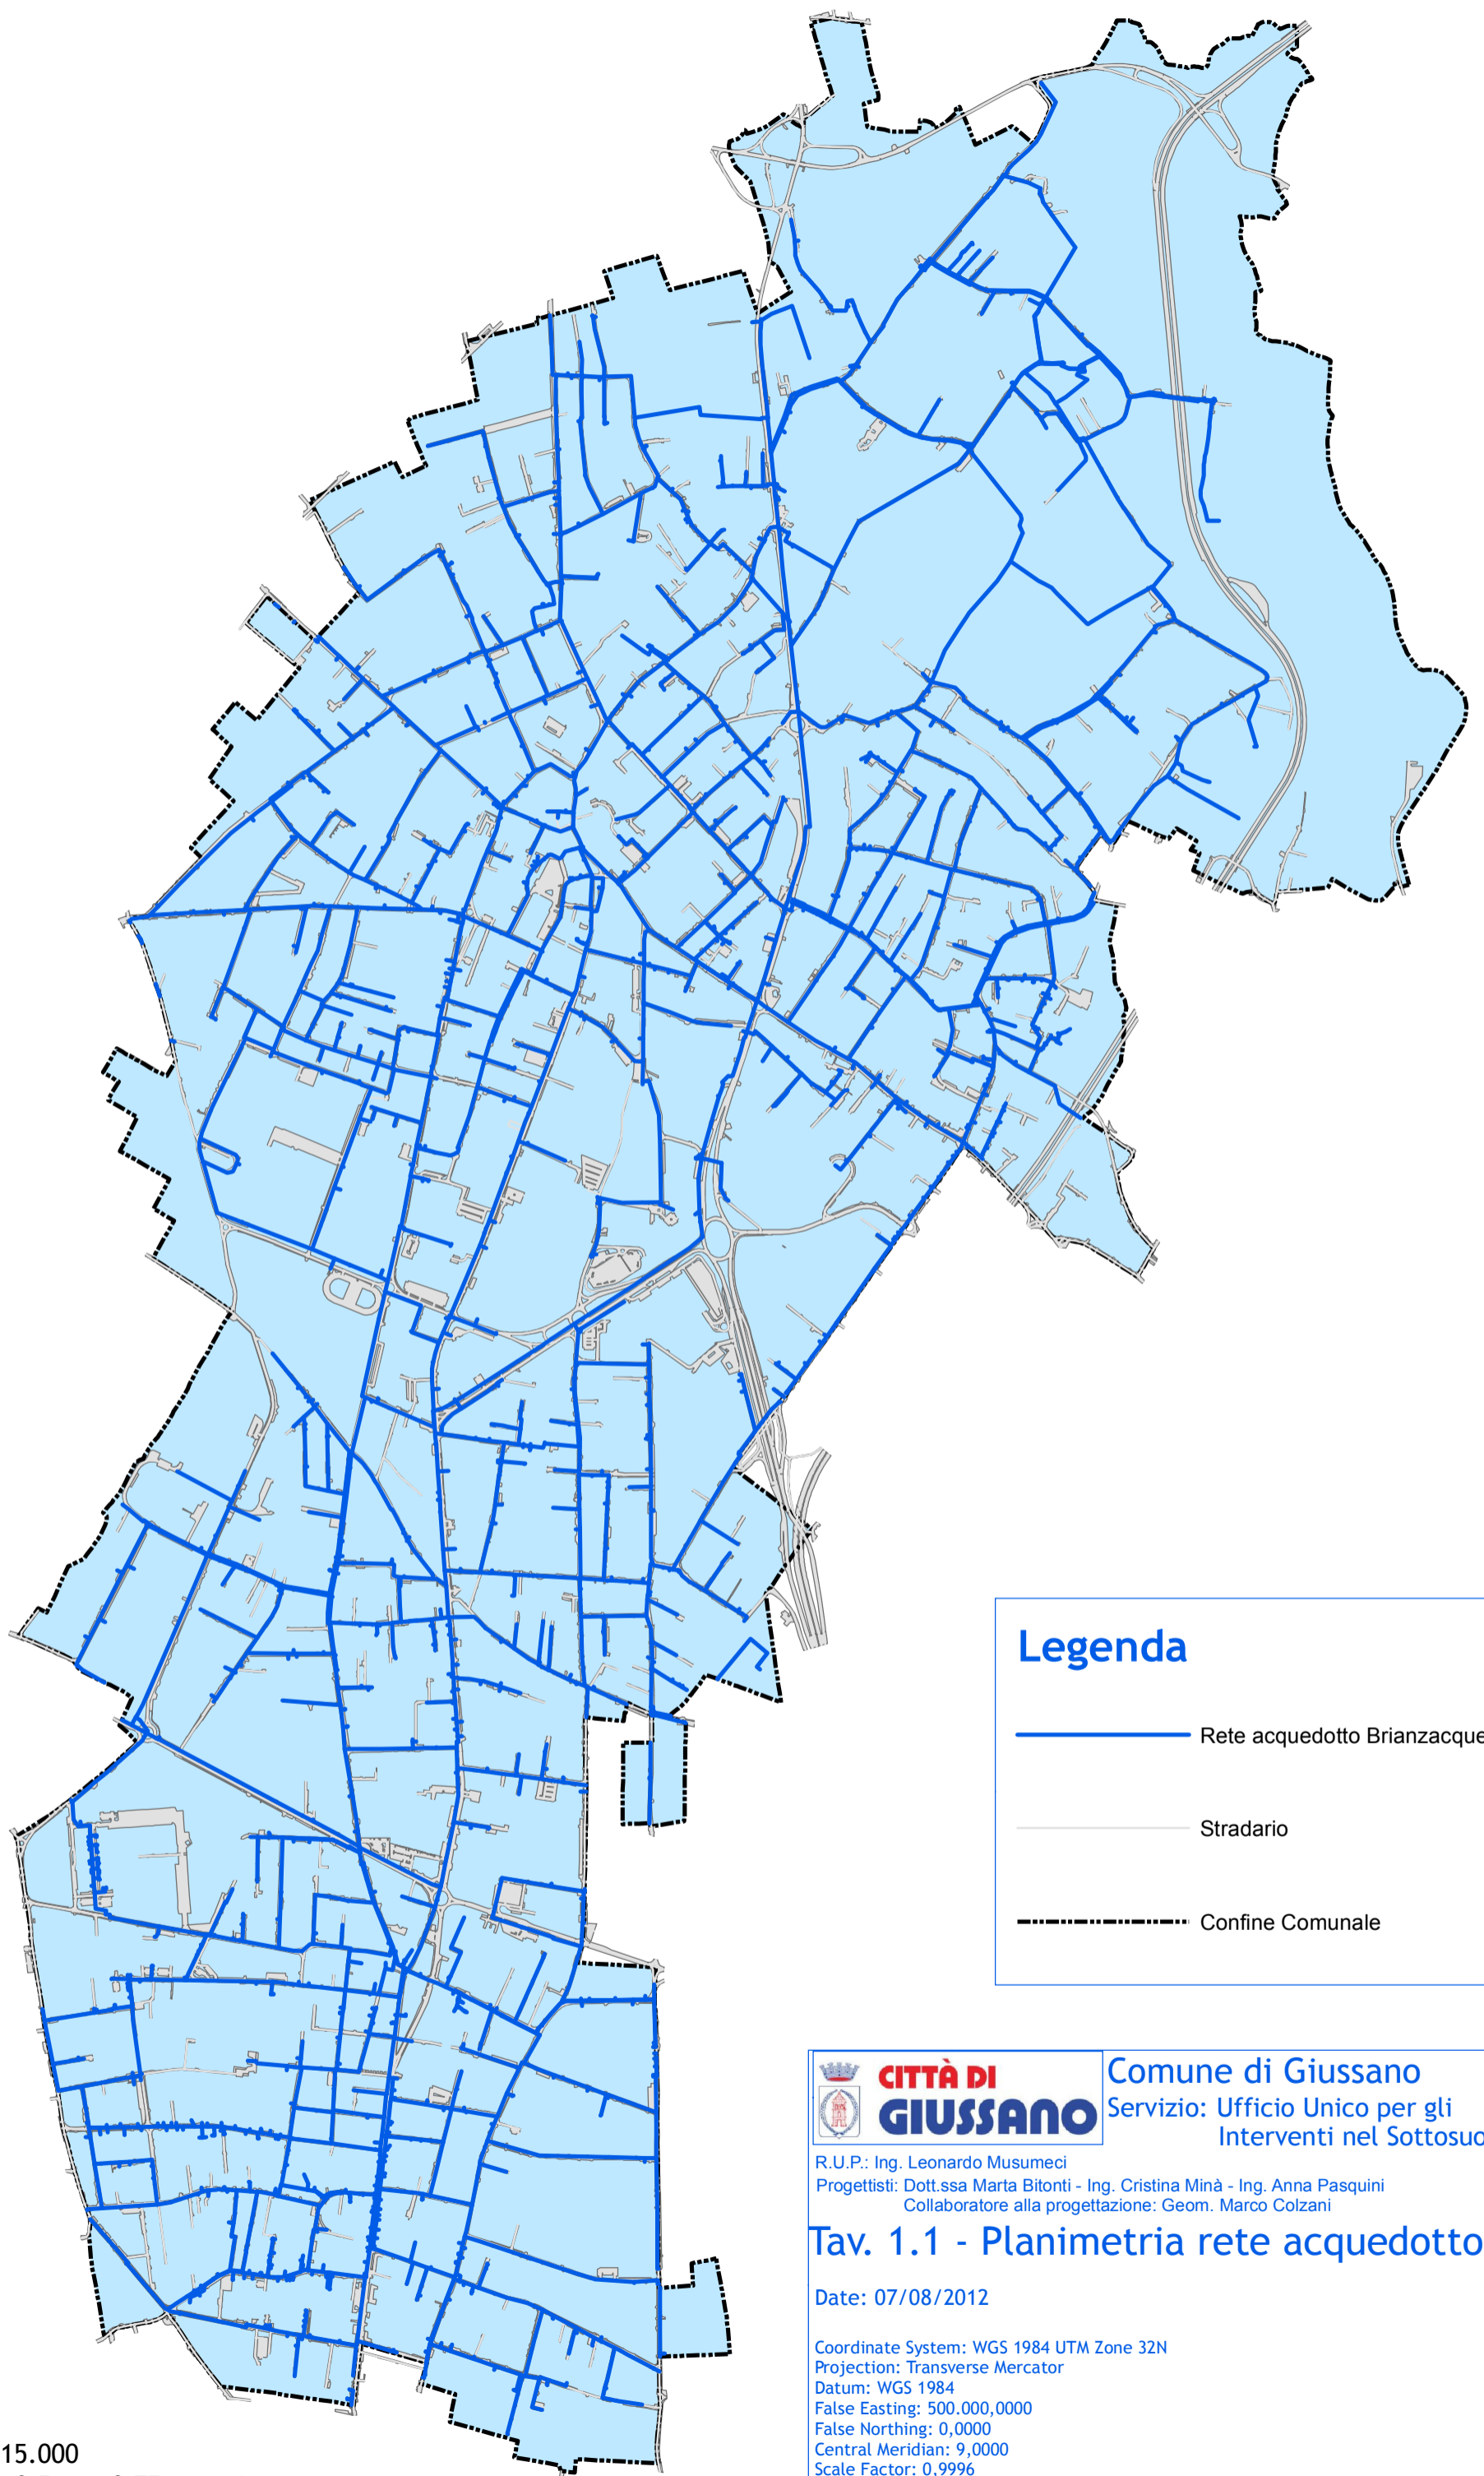 Legenda
Rete acquedotto Brianzacque
Stradario
Confine Comunale
CITTÀ DI
GIUSSANO
Comune di Giussano
Servizio: Ufficio Unico per gli
Interventi nel Sottosuo
R.U.P.: Ing. Leonardo Musumeci
Progettisti: Dott.ssa Marta Bitonti - Ing. Cristina Minà - Ing. Anna Pasquini
Collaboratore alla progettazione: Geom. Marco Colzani
Tav. 1.1 - Planimetria rete acquedotto
Date: 07/08/2012
Coordinate System: WGS 1984 UTM Zone 32N
Projection: Transverse Mercator
Datum: WGS 1984
False Easting: 500.000,0000
False Northing: 0,0000
Central Meridian: 9,0000
Scale Factor: 0,9996
15.000